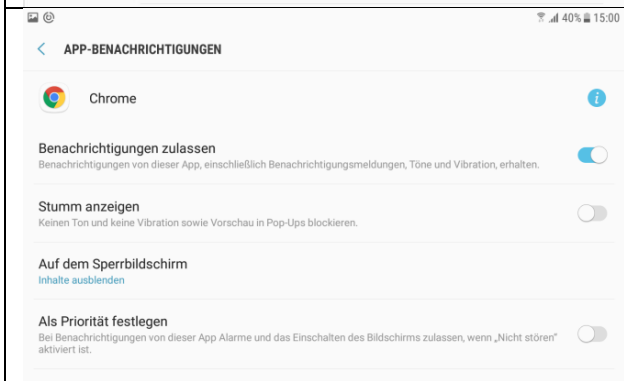 40% 15:00
APP-BENACHRICHTIGUNGEN
Chrome
Benachrichtigungen zulassen
Benachrichtigungen von dieser App, einschließlich Benachrichtigungsmeldungen, Töne und Vibration, erhalten.
Stumm anzeigen
Keinen Ton und keine Vibration sowie Vorschau in Pop-Ups blockieren.
Auf dem Sperrbildschirm
Inhalte ausblenden
Als Priorität festlegen
Bei Benachrichtigungen von dieser App Alarme und das Einschalten des Bildschirms zulassen, wenn „Nicht stören"
aktiviert ist.